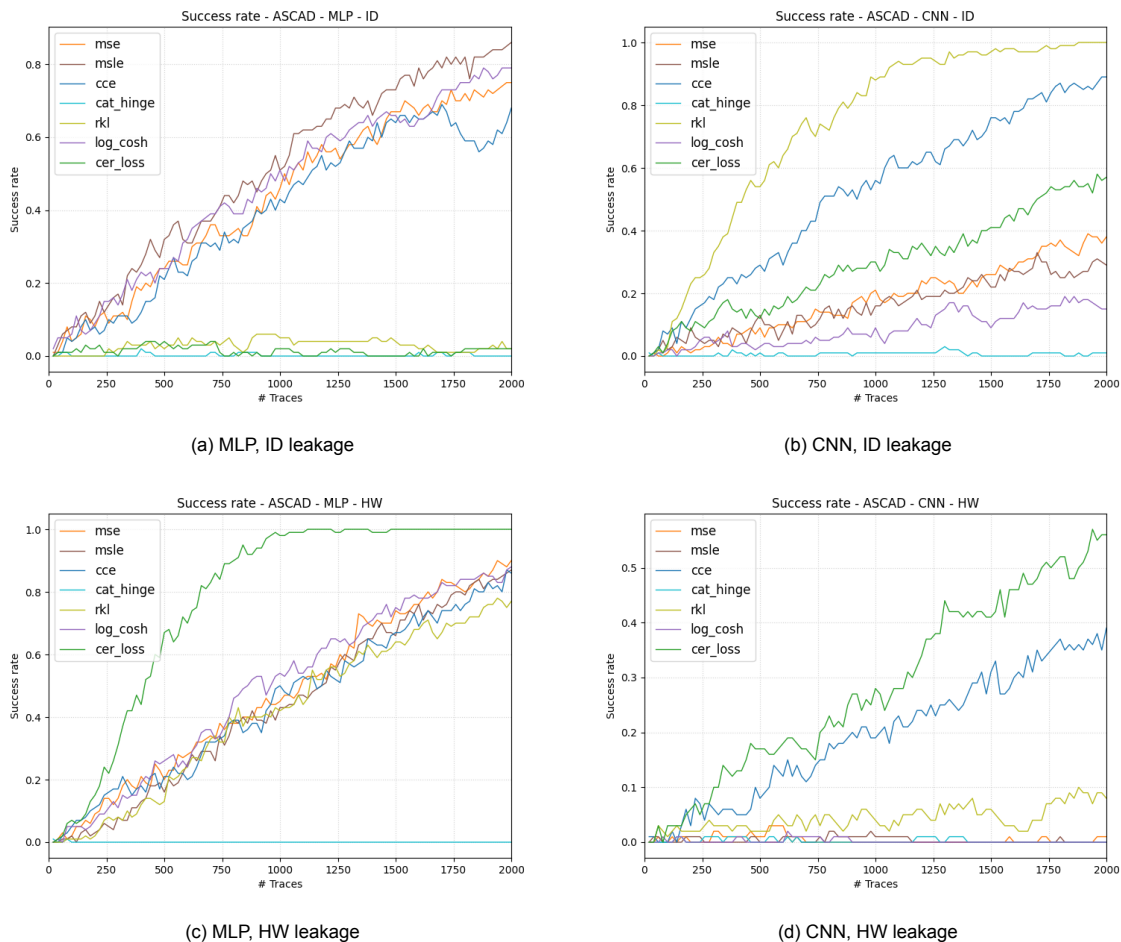 Success rate - ASCAD - MLP - ID
mse
msle
cce
cat_hinge
rkl
log_cosh
cer_loss
Success rate
0.8
0.6
0.4
0.2
0.0
0
250
500
750
1000
1250
1500
1750
2000
# Traces
(a) MLP, ID leakage
Success rate - ASCAD - CNN - ID
mse
msle
cce
cat_hinge
rkl
log_cosh
cer_loss
Success rate
1.0
0.8
0.6
0.4
0.2
0.0
0
250
500
750
1000
1250
1500
1750
2000
# Traces
(b) CNN, ID leakage
Success rate - ASCAD - MLP - HW
mse
msle
cce
cat_hinge
rkl
log_cosh
cer_loss
Success rate
1.0
0.8
0.6
0.4
0.2
0.0
0
250
500
750
1000
1250
1500
1750
2000
# Traces
(c) MLP, HW leakage
Success rate - ASCAD - CNN - HW
mse
msle
cce
cat_hinge
rkl
log_cosh
cer_loss
Success rate
0.5
0.4
0.3
0.2
0.1
0.0
0
250
500
750
1000
1250
1500
1750
2000
# Traces
(d) CNN, HW leakage